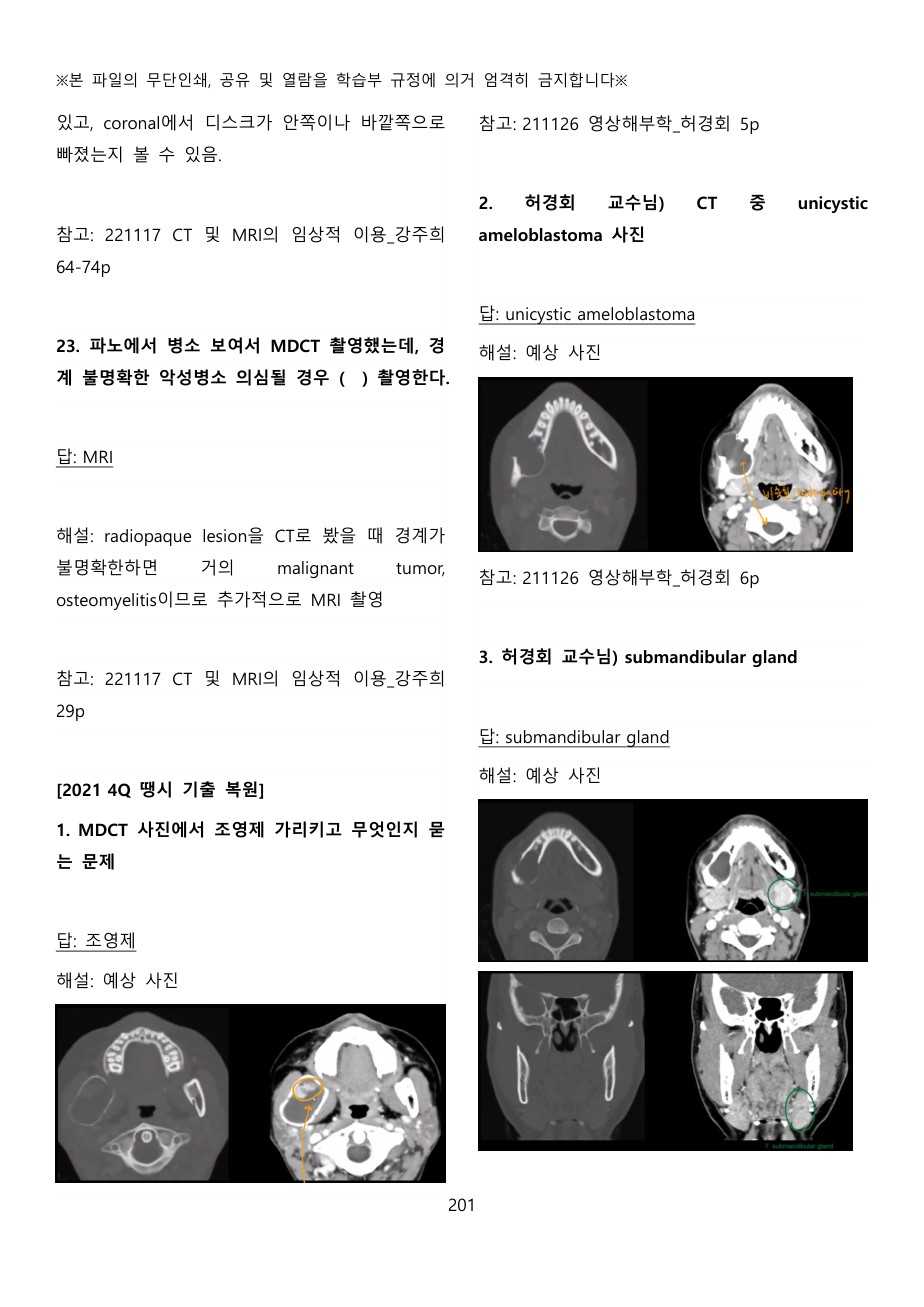 ※본 파일의 무단인쇄, 공유 및 열람을 학습부 규정에 의거 엄격히 금지합니다※
있고, coronal에서 디스크가 안쪽이나 바깥쪽으로
빠졌는지 볼 수 있음.
참고: 221117 CT 및 MRI의 임상적 이용_강주희
64-74p
23. 파노에서 병소 보여서 MDCT 촬영했는데, 경
계 불명확한 악성병소 의심될 경우 ( ) 촬영한다.
답: MRI
해설: radiopaque lesion을 CT로 봤을 때 경계가
불명확한하면 거의 malignant tumor,
osteomyelitis이므로 추가적으로 MRI 촬영
참고: 221117 CT 및 MRI의 임상적 이용_강주희
29p
[2021 4Q 땡시 기출 복원]
1. MDCT 사진에서 조영제 가리키고 무엇인지 묻
는 문제
답: 조영제
해설: 예상 사진
참고: 211126 영상해부학_허경회 5p
2. 허경회 교수님) CT 중 unicystic
ameloblastoma 사진
답: unicystic ameloblastoma
해설: 예상 사진
참고: 211126 영상해부학_허경회 6p
3. 허경회 교수님) submandibular gland
답: submandibular gland
해설: 예상 사진
submandibular gland
submandibular gland
201